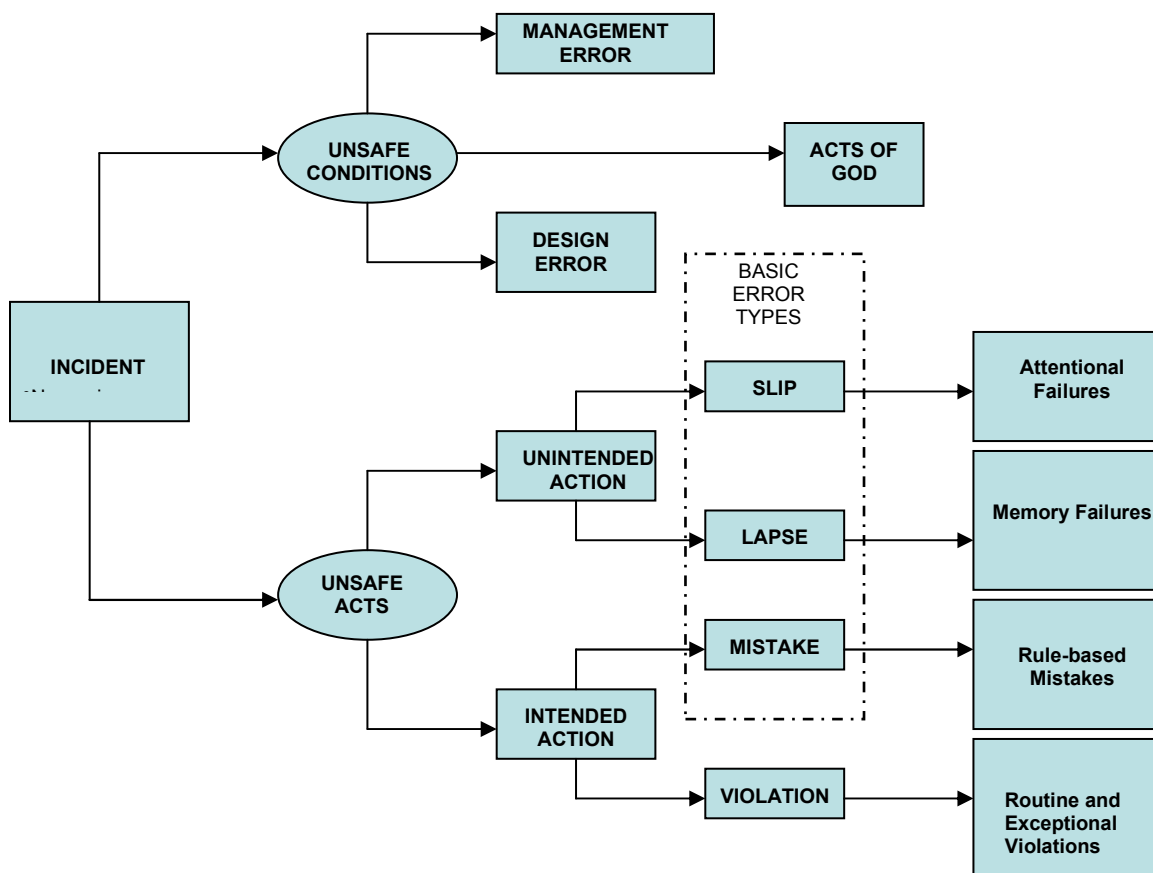 MANAGEMENT
ERROR
UNSAFE
CONDITIONS
ACTS OF
GOD
DESIGN
ERROR
BASIC
ERROR
TYPES
INCIDENT
SLIP
Attentional
Failures
UNINTENDED
ACTION
LAPSE
Memory Failures
UNSAFE
ACTS
MISTAKE
Rule-based
Mistakes
INTENDED
ACTION
VIOLATION
Routine and
Exceptional
Violations